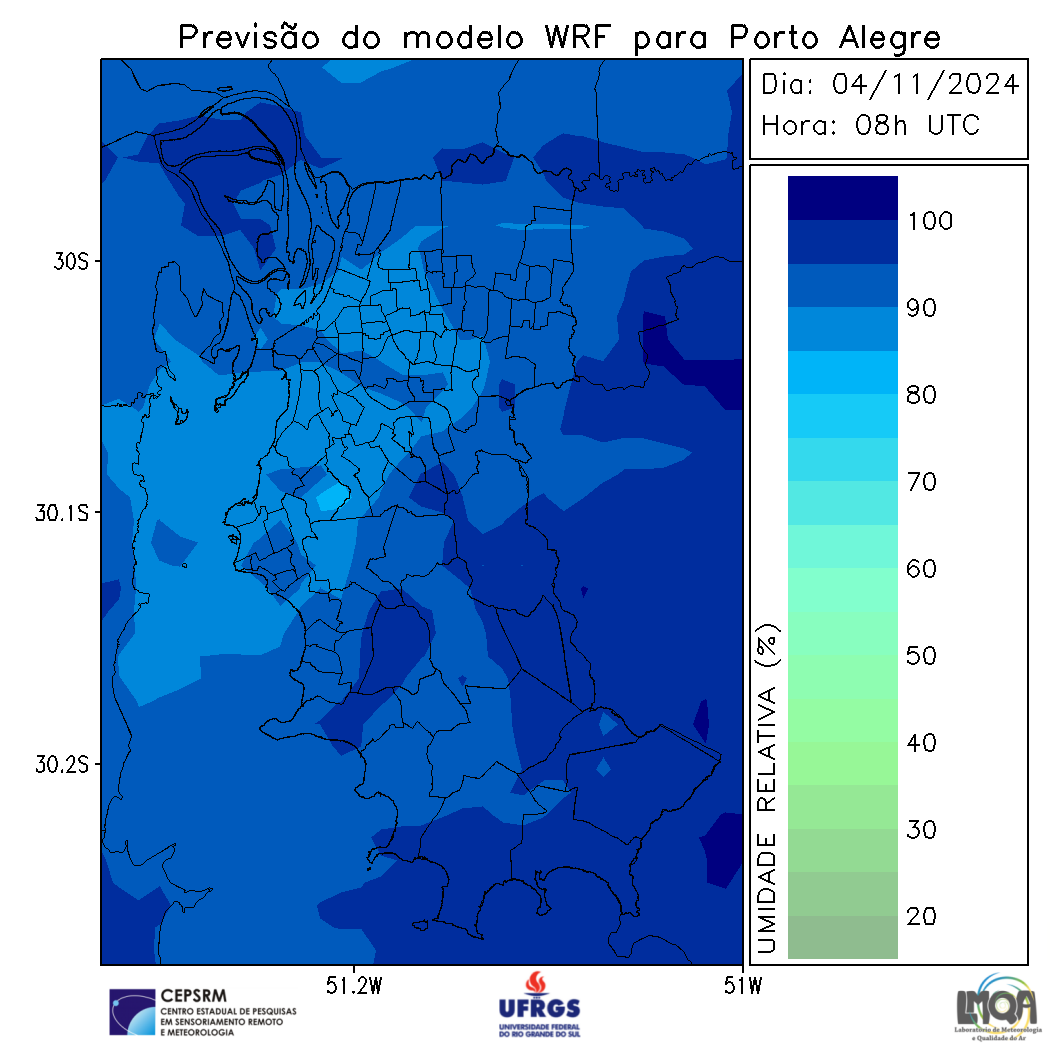 Previsão do modelo WRF para Porto Alegre
Dia: 04/11/2024
Hora: 08h UTC
30S
30.1S
30.2S
51.2W
51W
UMIDADE RELATIVA (%)
100
90
80
70
60
50
40
30
20
CEPSRM
CENTRO ESTADUAL DE PESQUISAS
EM SENSORIAMENTO REMOTO
E METEOROLOGIA
UFRGS
UNIVERSIDADE FEDERAL
DO RIO GRANDE DO SUL
LMQA
Laboratório de Meteorologia
e Qualidade do Ar